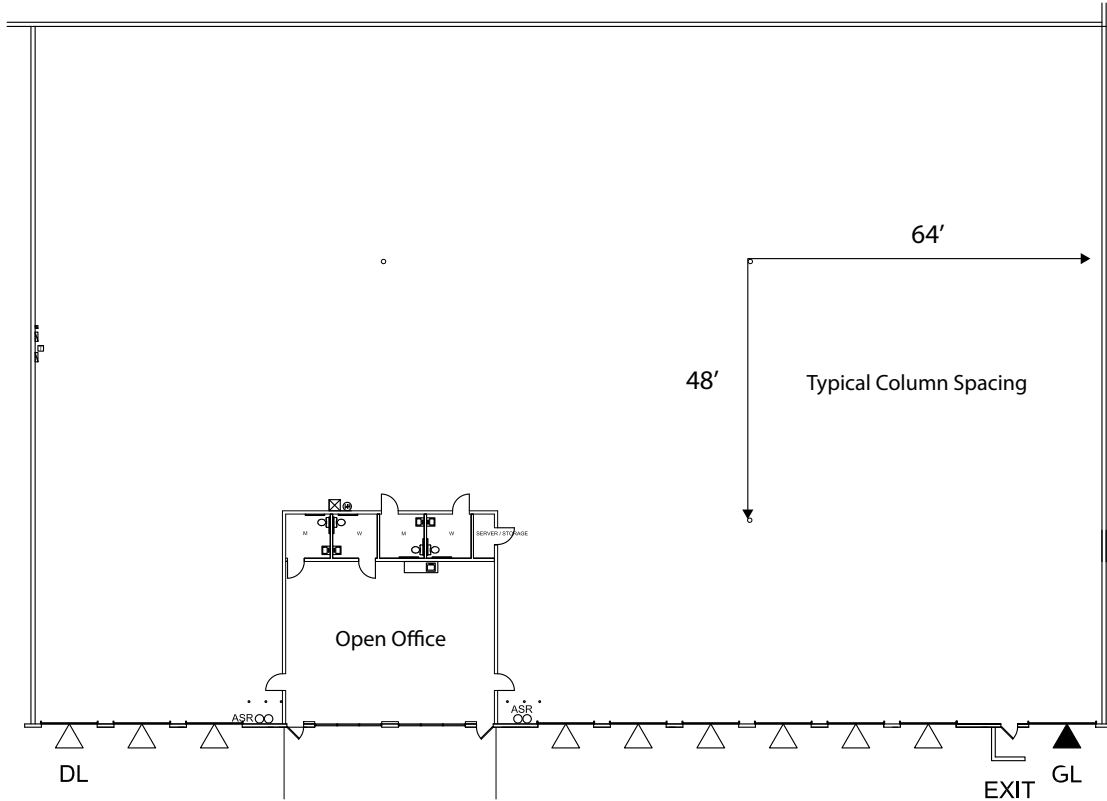 64’
48’
Typical Column Spacing
M
W
M
W
SERVER / STORAGE
Open Office
ASR
ASR
DL
EXIT
GL